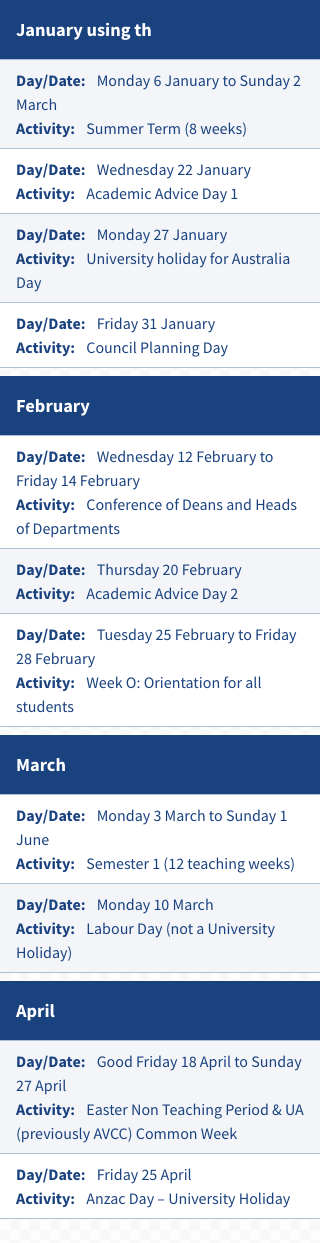 January using th
Day/Date: Monday 6 January to Sunday 2
March
Activity: Summer Term (8 weeks)
Day/Date: Wednesday 22 January
Activity: Academic Advice Day 1
Day/Date: Monday 27 January
Activity: University holiday for Australia
Day
Day/Date: Friday 31 January
Activity: Council Planning Day
February
Day/Date: Wednesday 12 February to
Friday 14 February
Activity: Conference of Deans and Heads
of Departments
Day/Date: Thursday 20 February
Activity: Academic Advice Day 2
Day/Date: Tuesday 25 February to Friday
28 February
Activity: Week O: Orientation for all
students
March
Day/Date: Monday 3 March to Sunday 1
June
Activity: Semester 1 (12 teaching weeks)
Day/Date: Monday 10 March
Activity: Labour Day (not a University
Holiday)
April
Day/Date: Good Friday 18 April to Sunday
27 April
Activity: Easter Non Teaching Period & UA
(previously AVCC) Common Week
Day/Date: Friday 25 April
Activity: Anzac Day – University Holiday